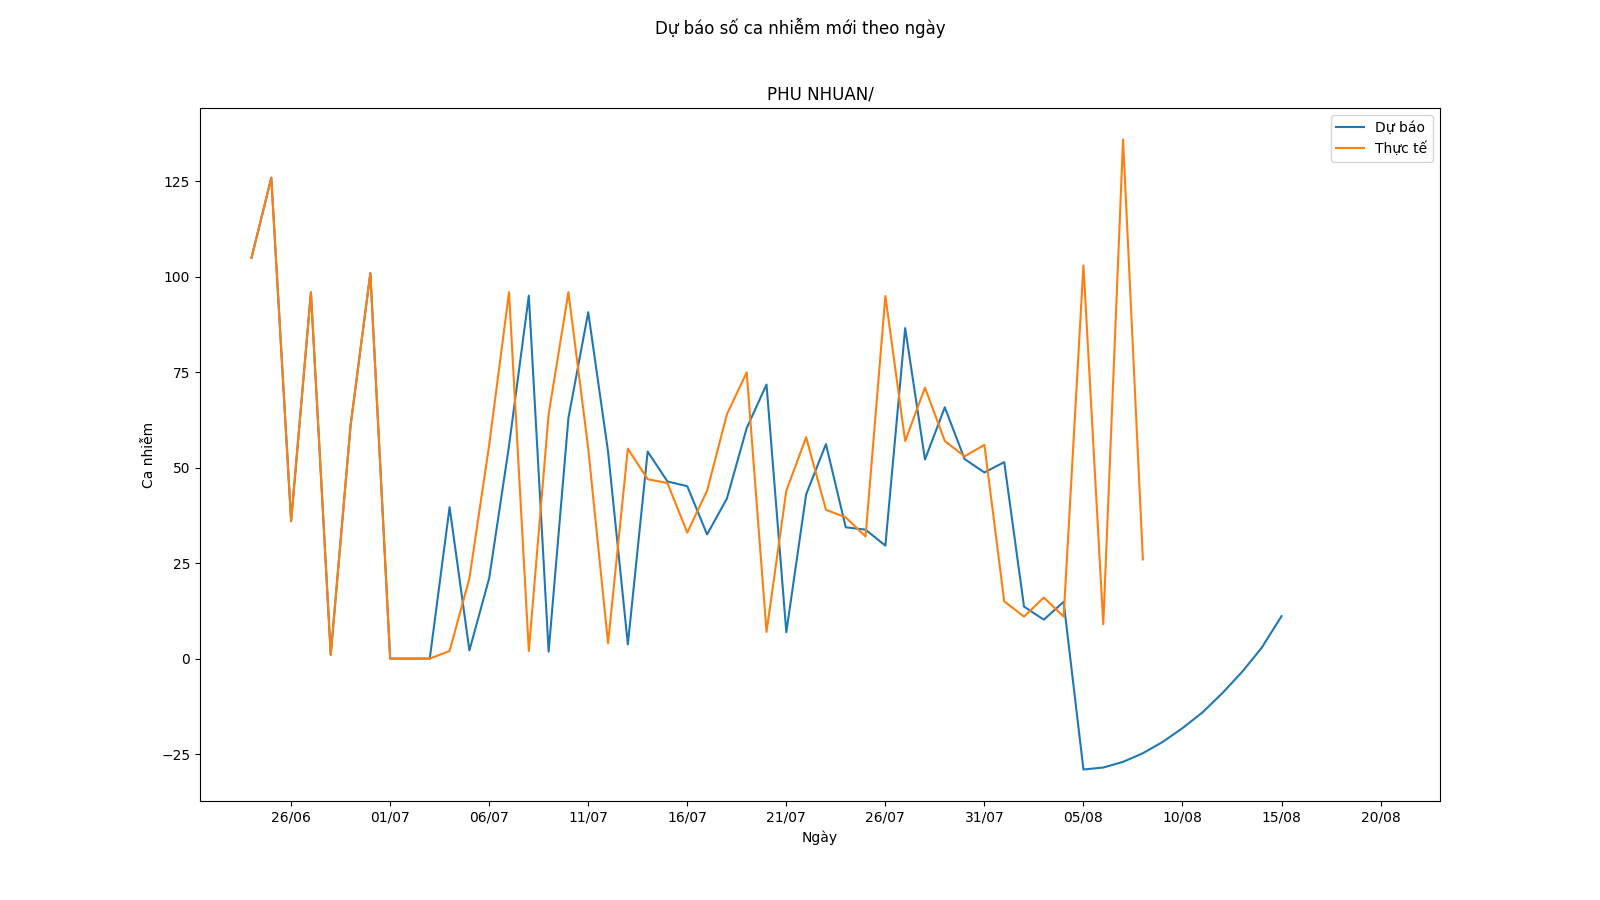 Dự báo số ca nhiễm mới theo ngày
PHU NHUAN/
Dự báo
Thực tế
125
100
75
50
25
0
−25
Ca nhiễm
26/06 01/07 06/07 11/07 16/07 21/07 26/07 31/07 05/08 10/08 15/08 20/08
Ngày